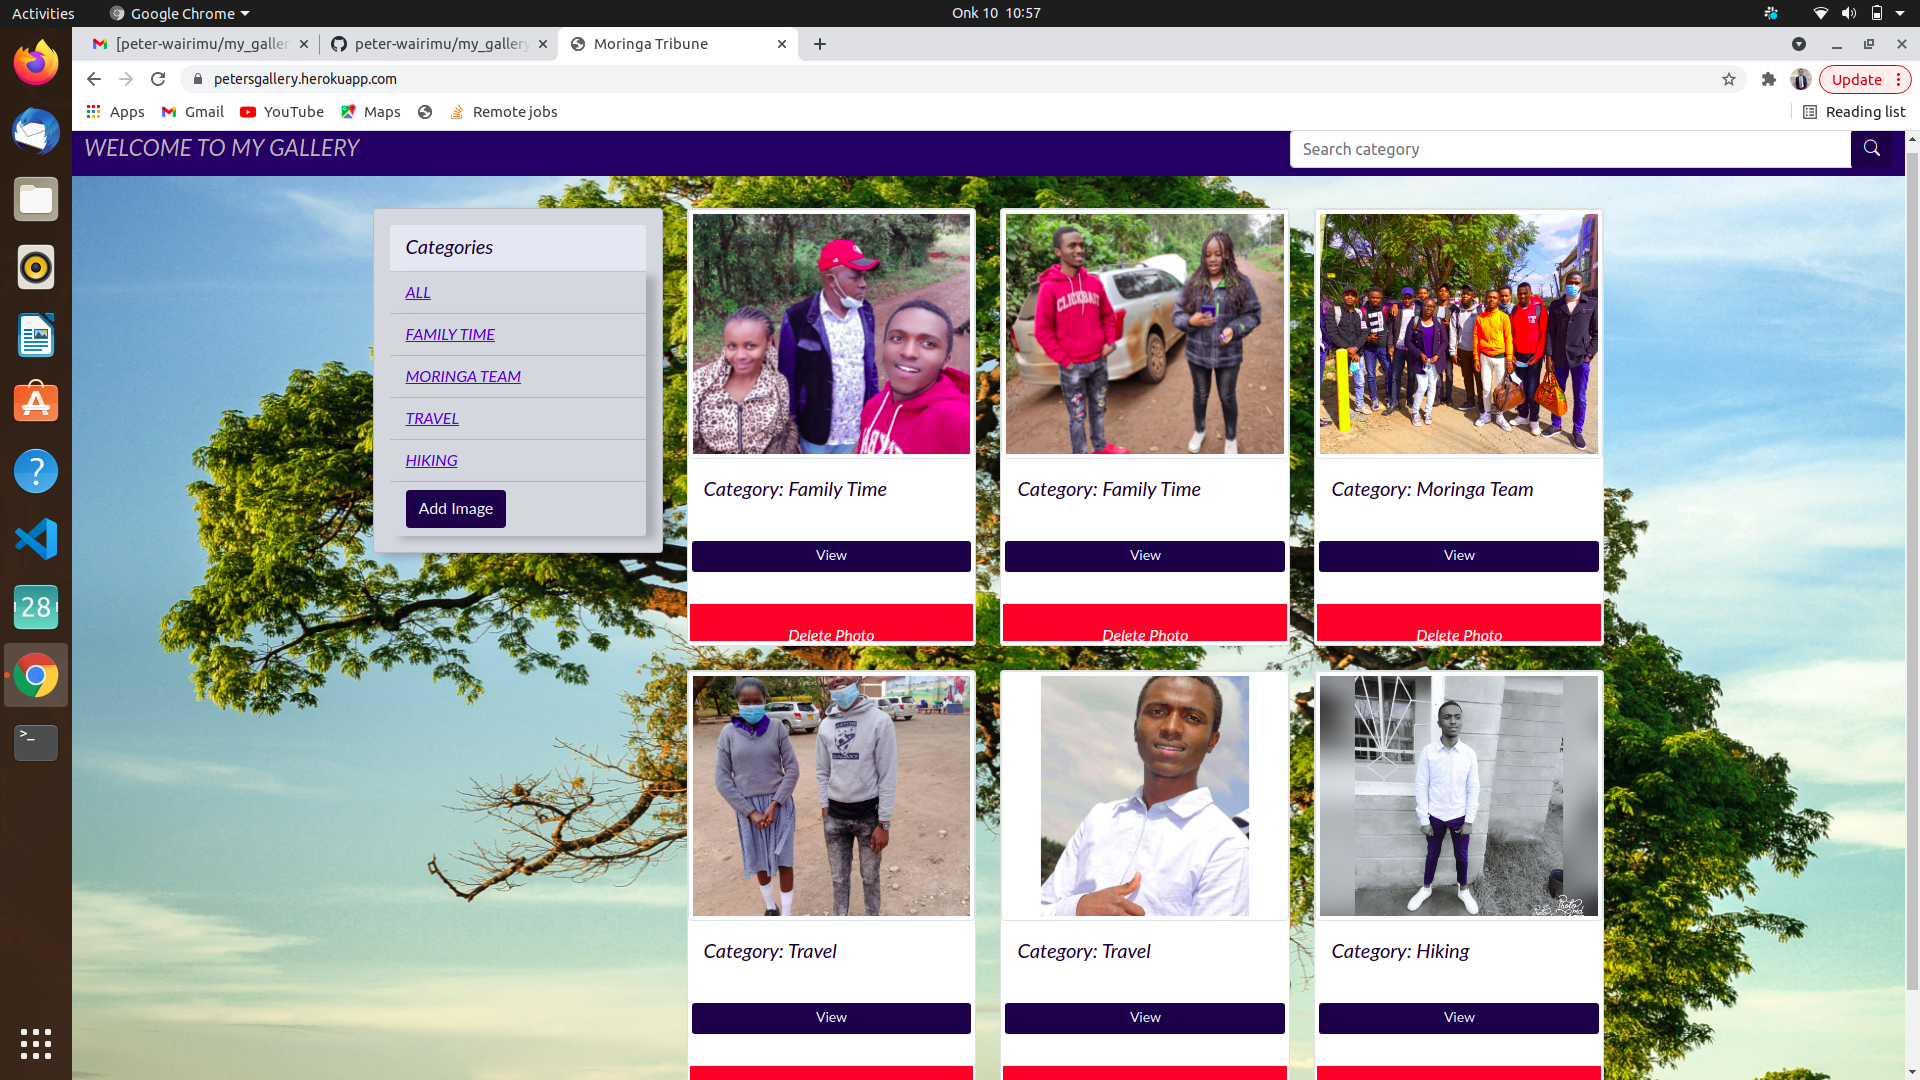 Activities
Google Chrome
Onk 10 10:57
[peter-wairimu/my_galler
peter-wairimu/my_gallery
Moringa Tribune
petersgallery.herokuapp.com
Update
Apps
Gmail
YouTube
Maps
Remote jobs
Reading list
WELCOME TO MY GALLERY
Search category
Categories
ALL
FAMILY TIME
MORINGA TEAM
TRAVEL
HIKING
Add Image
CLICKBAIT
Category: Family Time
Category: Family Time
Category: Moringa Team
View
View
View
Delete Photo
Delete Photo
Delete Photo
28
>_
GALAXY
Category: Travel
Category: Travel
Category: Hiking
View
View
View